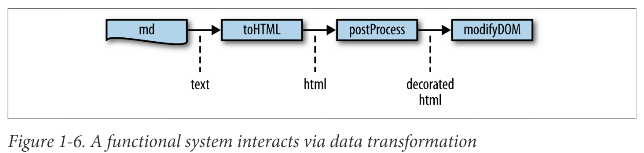 md
toHTML
postProcess
modifyDOM
text
html
decorated
html
Figure 1-6. A functional system interacts via data transformation